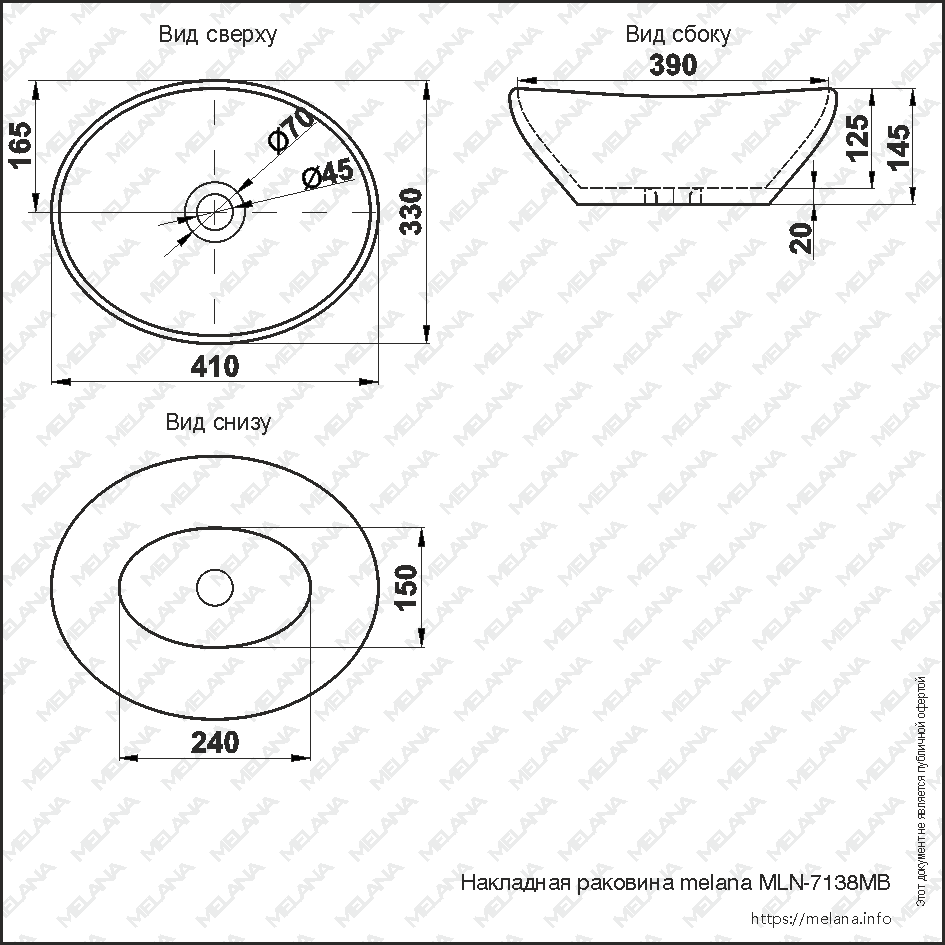 Вид сверху
Вид сбоку
390
165
Ø70
Ø45
330
125
145
20
410
Вид снизу
150
240
Накладная раковина melana MLN-7138MB
https://melana.info
Этот документ не является публичной офертой
MELANA